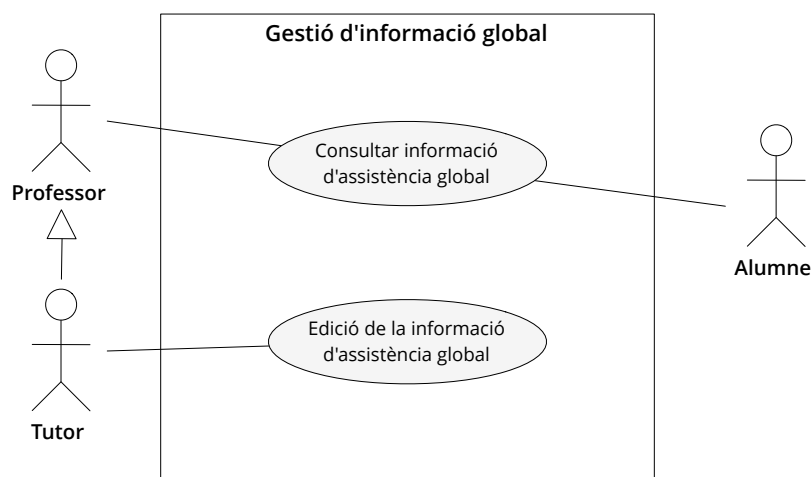 Gestió d'informació global
Consultar informació
d'assistència global
Professor
Alumne
Edició de la informació
d'assistència global
Tutor